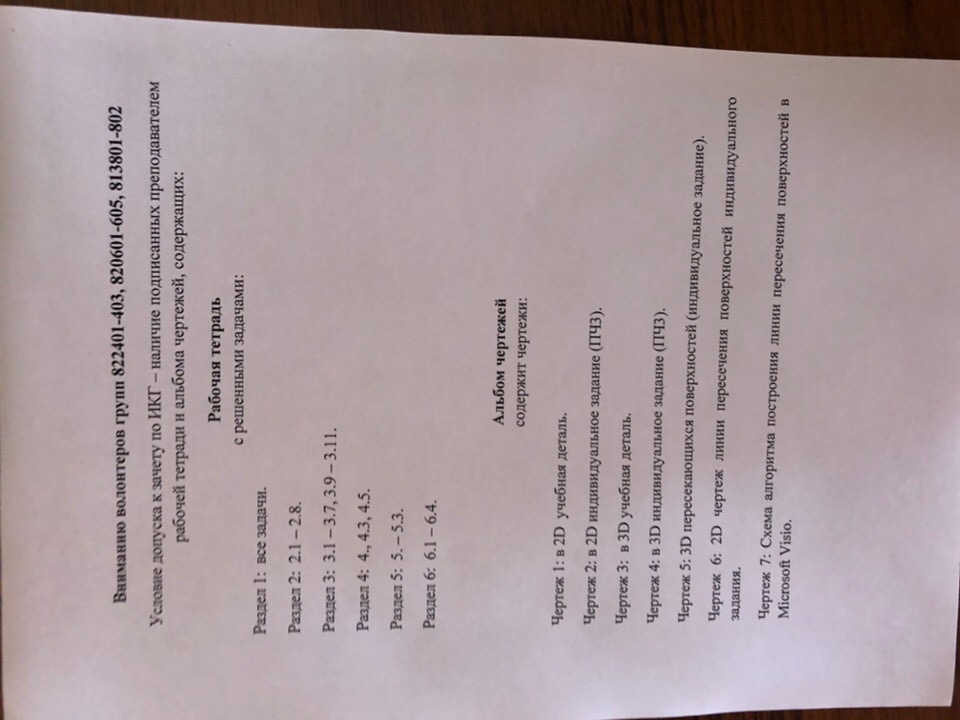 Вниманию волонтеров групп 822401-403, 820601-605, 813801-802
Условие допуска к зачету по ИКГ – наличие подписанных преподавателем
рабочей тетради и альбома чертежей, содержащих:
Рабочая тетрадь
с решенными задачами:
Раздел 1: все задачи.
Раздел 2: 2.1 – 2.8.
Раздел 3: 3.1 – 3.7, 3.9 – 3.11.
Раздел 4: 4., 4.3, 4.5.
Раздел 5: 5. – 5.3.
Раздел 6: 6.1 – 6.4.
Альбом чертежей
содержит чертежи:
Чертеж 1: в 2D учебная деталь.
Чертеж 2: в 2D индивидуальное задание (ПЧЗ).
Чертеж 3: в 3D учебная деталь.
Чертеж 4: в 3D индивидуальное задание (ПЧЗ).
Чертеж 5: 3D пересекающихся поверхностей (индивидуальное задание).
Чертеж 6: 2D чертеж линии пересечения поверхностей индивидуального
задания.
Чертеж 7: Схема алгоритма построения линии пересечения поверхностей в
Microsoft Visio.